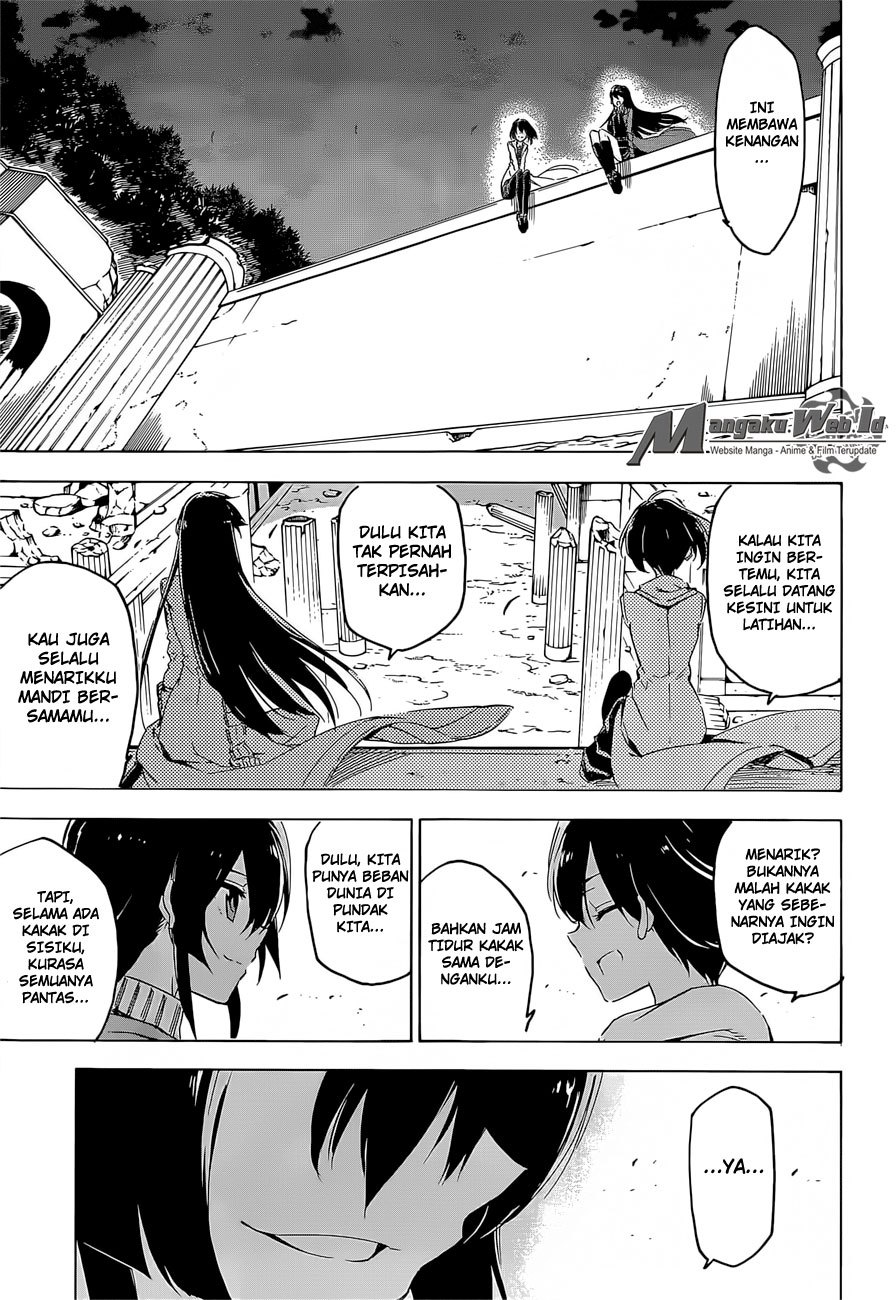 INI
MEMBAWA
KENANGAN
...
Mangaku Web Id
Website Manga - Anime & Film Terupdate
KALAU KITA
INGIN BER-
TEMU, KITA
SELALU DATANG
KESINI UNTUK
LATIHAN...
DULU KITA
TAK PERNAH
TERPISAH-
KAN...
KAU JUGA
SELALU
MENARIKKU
MANDI BER-
SAMAMU...
MENARIK?
BUKANNYA
MALAH KAKAK
YANG SEBE-
NARNYA INGIN
DIAJAK?
BAHKAN JAM
TIDUR KAKAK
SAMA DE-
NGANKU...
DULU, KITA
PUNYA BEBAN
DUNIA DI
PUNDAK
KITA...
TAPI,
SELAMA ADA
KAKAK DI
SISIKU,
KURASA
SEMUANYA
PANTAS...
...YA...